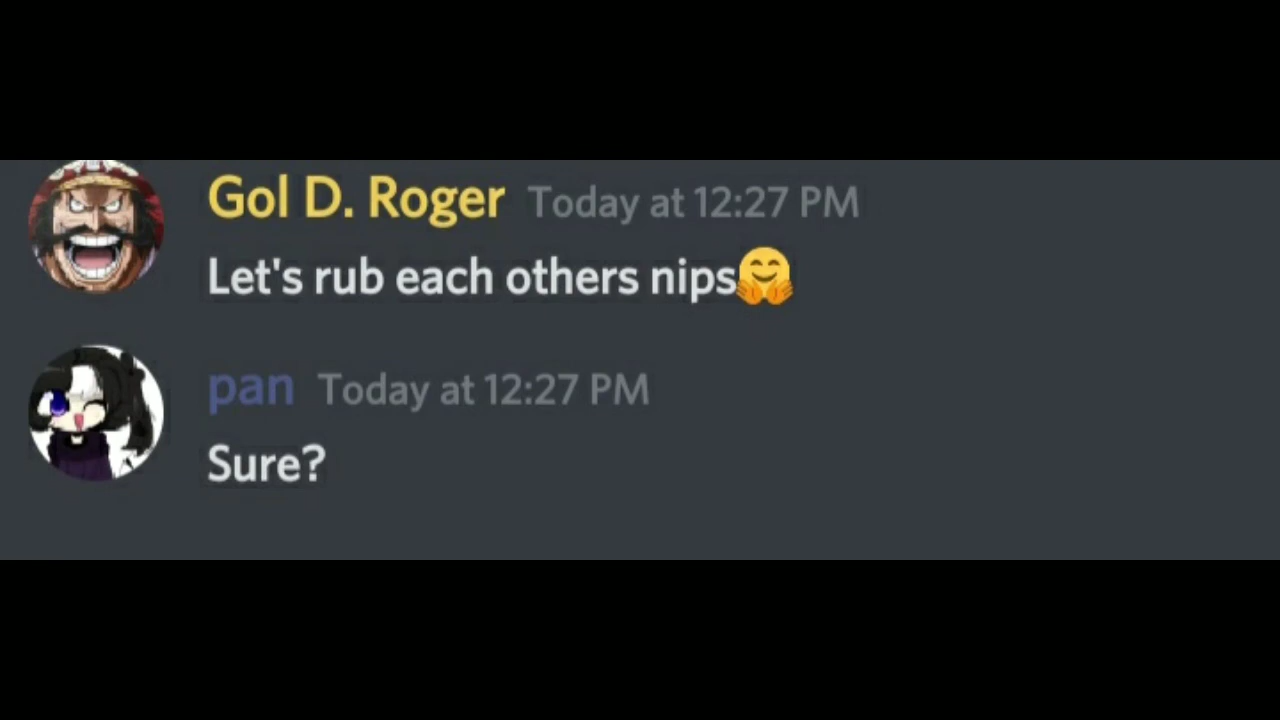 Gol D. Roger Today at 12:27 PM
Let's rub each others nips🤗
pan Today at 12:27 PM
Sure?